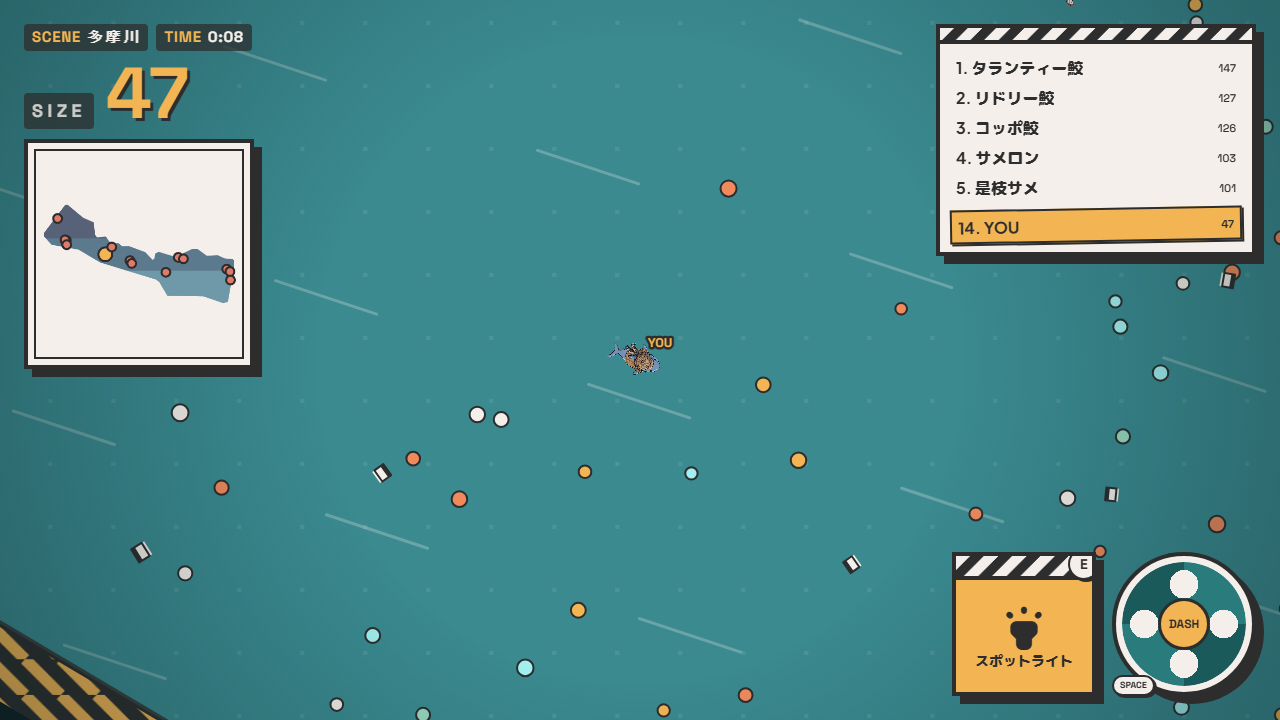 SCENE 多摩川 TIME 0:08
SIZE 47
1. タランティー鮫 147
2. リドリー鮫 127
3. コッポ鮫 126
4. サメロン 103
5. 是枝サメ 101
14. YOU 47
YOU
E
スポットライト
DASH
SPACE